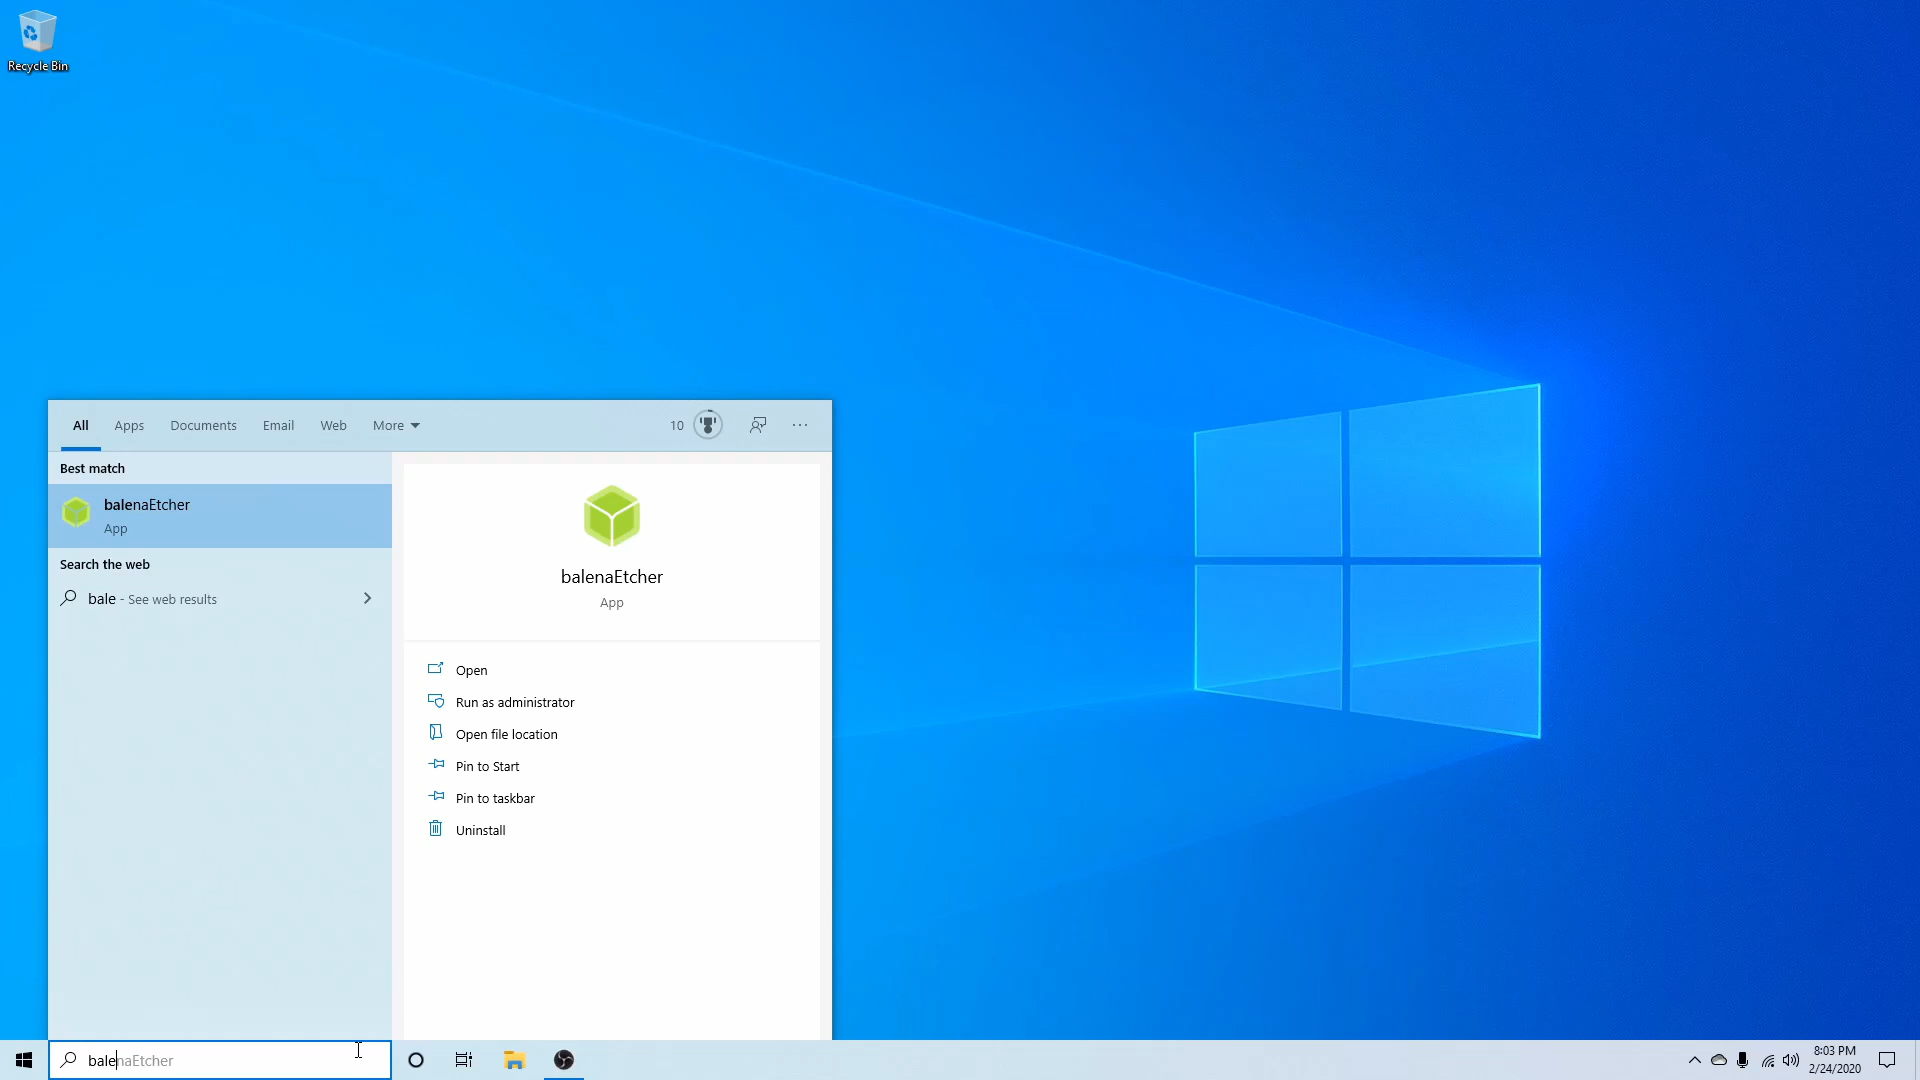 Recycle Bin
All Apps Documents Email Web More 10
Best match
balenaEtcher
App
Search the web
bale - See web results
balenaEtcher
App
Open
Run as administrator
Open file location
Pin to Start
Pin to taskbar
Uninstall
balenaEtcher
8:03 PM
2/24/2020